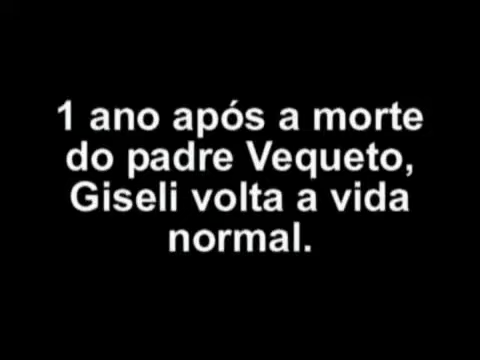 1 ano após a morte
do padre Vequeto,
Giseli volta a vida
normal.